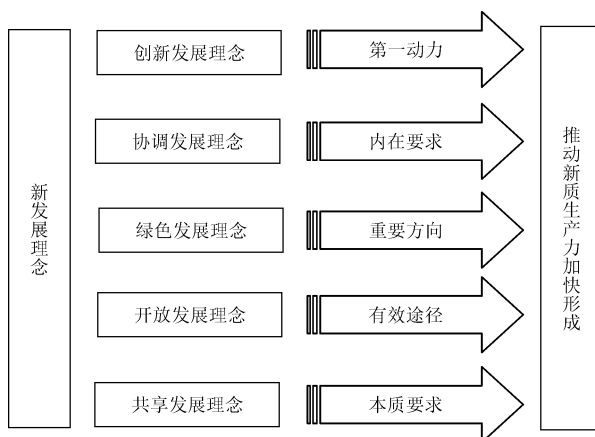 新发展理念
创新发展理念
第一动力
协调发展理念
内在要求
绿色发展理念
重要方向
开放发展理念
有效途径
共享发展理念
本质要求
推动新质生产力加快形成